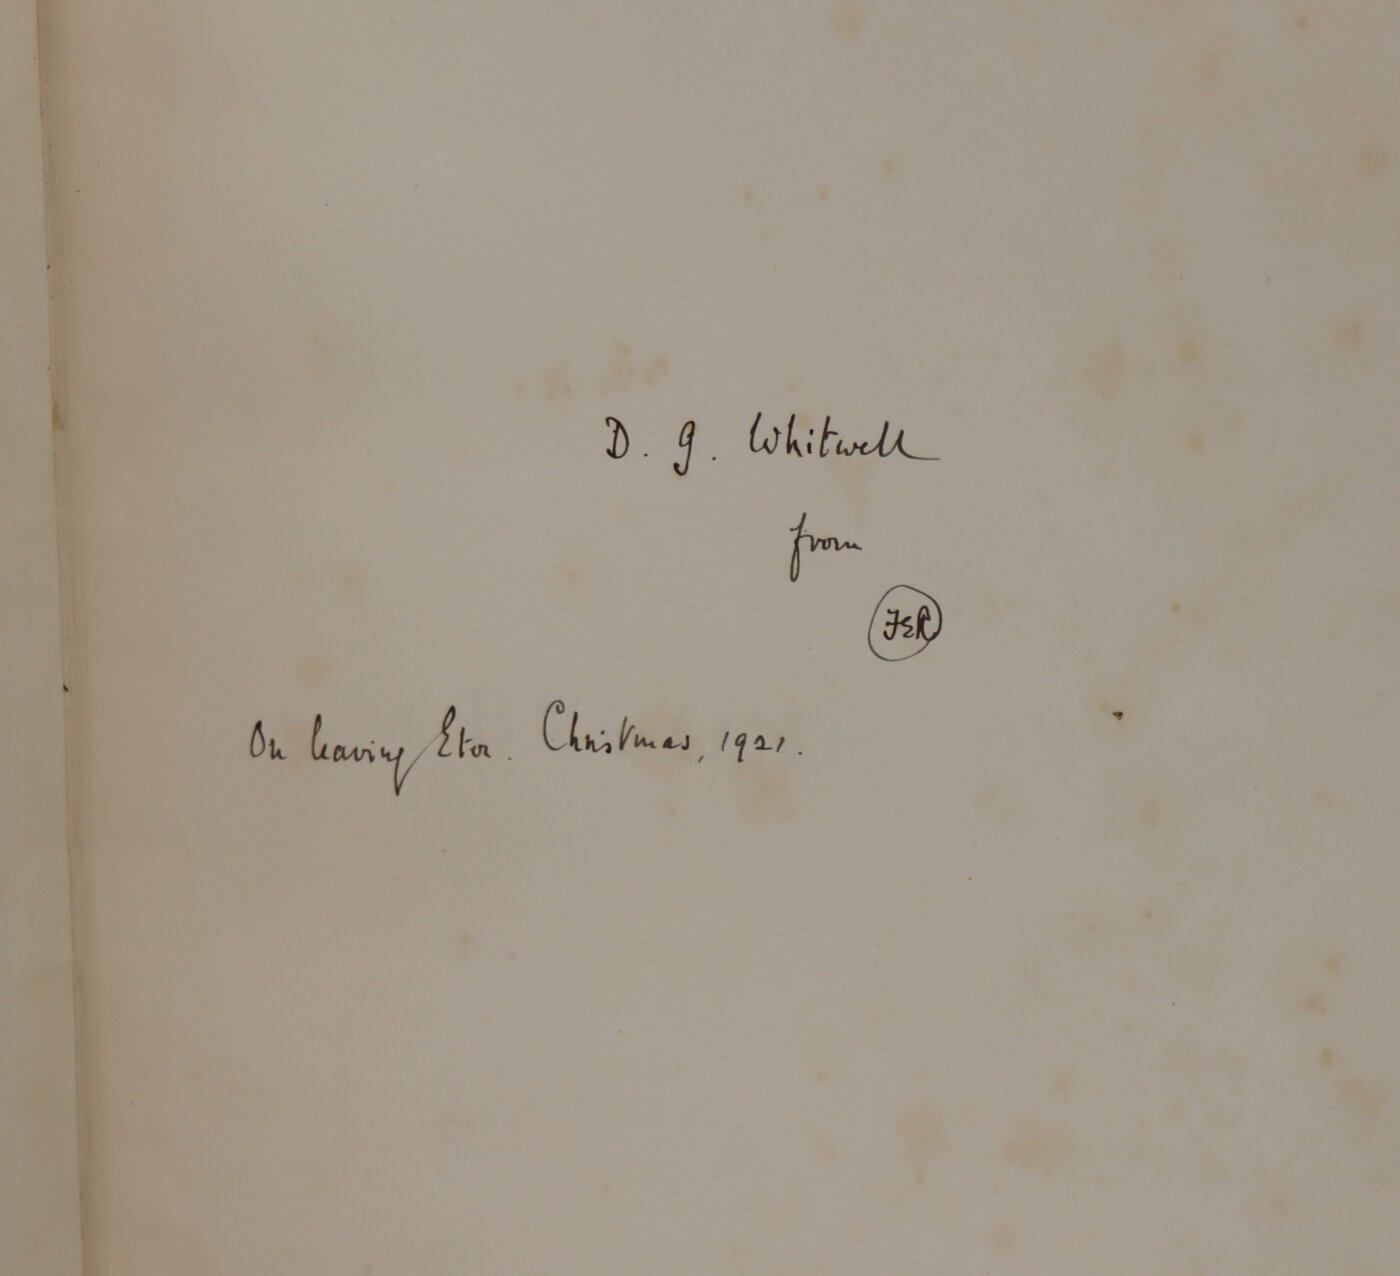 D. G. Whitwell
from
FER
On leaving Eton. Christmas, 1921.